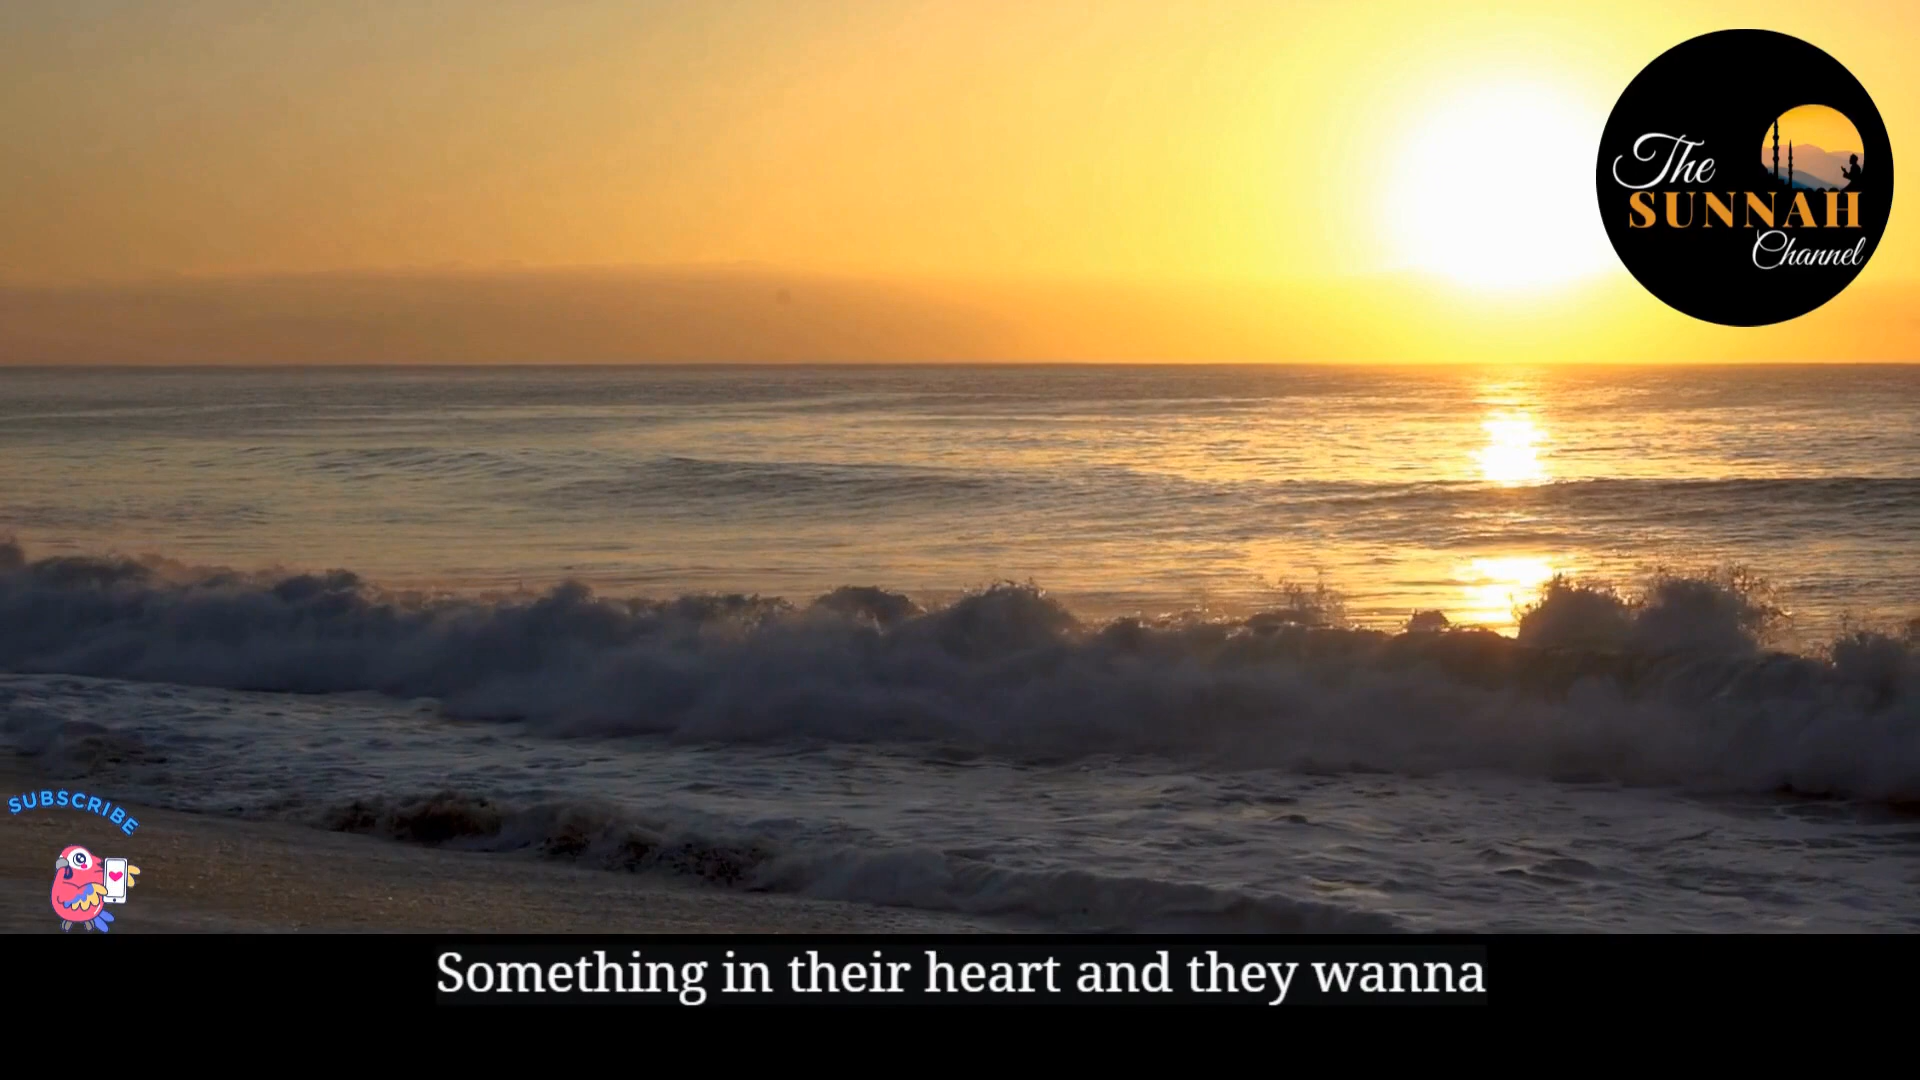 The
SUNNAH
Channel
SUBSCRIBE
Something in their heart and they wanna